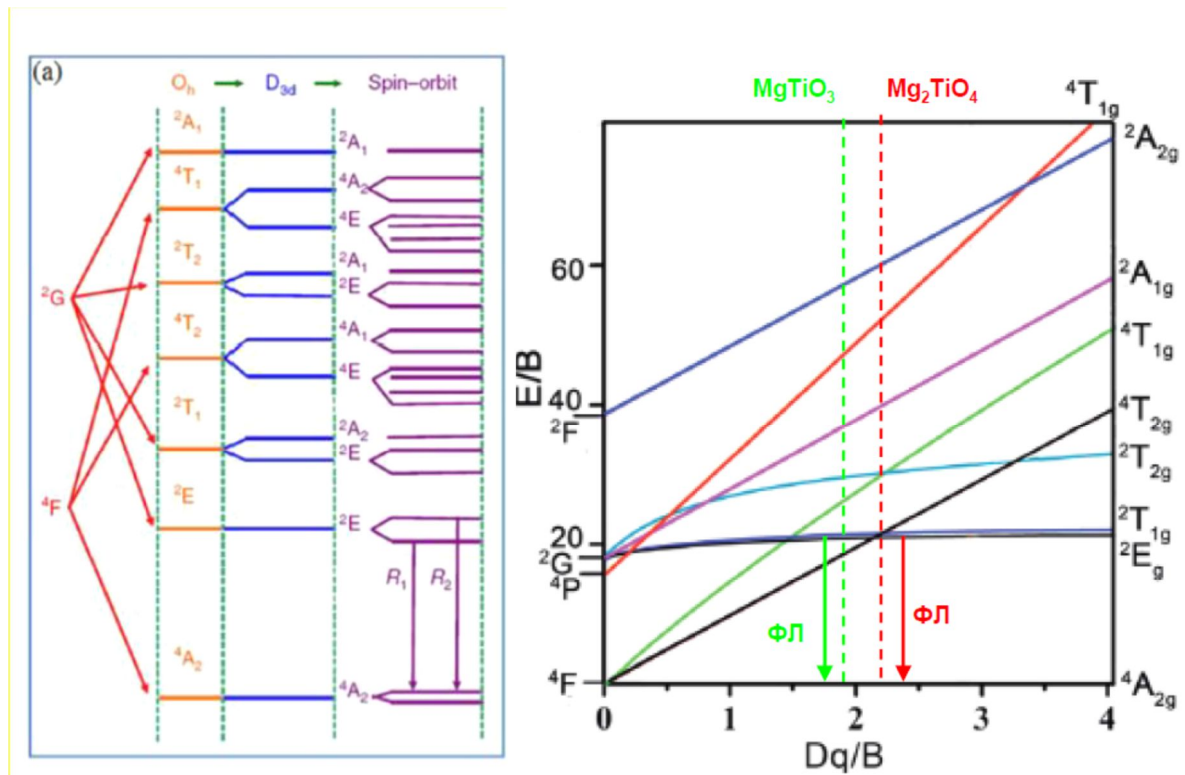 (a)
Oₕ → D₃d → Spin–orbit
²A₁
⁴T₁
²T₂
⁴T₂
²T₁
²E
⁴A₂
²G
⁴F
²A₁
⁴A₂
⁴E
²A₁
²E
⁴A₁
⁴E
²A₂
²E
²E
R₁ R₂
⁴A₂
MgTiO₃ Mg₂TiO₄
⁴T₁g
²A₂g
²A₁g
⁴T₁g
⁴T₂g
²T₂g
²T₁g
²Eg
⁴A₂g
E/B
60
40
²F
20
²G
⁴P
⁴F
ФЛ ФЛ
0 1 2 3 4
Dq/B